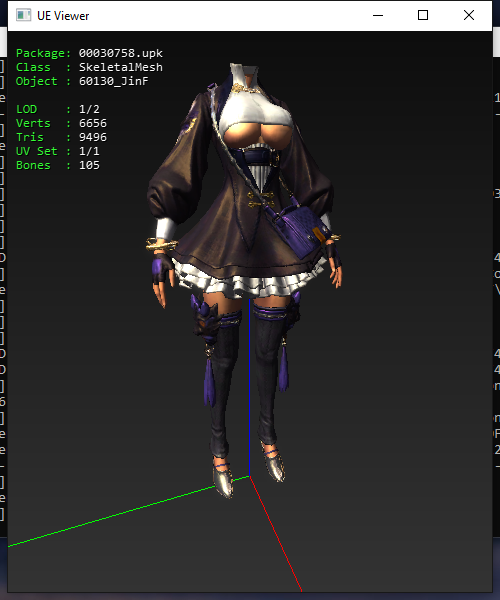 UE Viewer
Package: 00030758.upk
Class : SkeletalMesh
Object : 60130_JinF
LOD : 1/2
Verts : 6656
Tris : 9496
UV Set : 1/1
Bones : 105